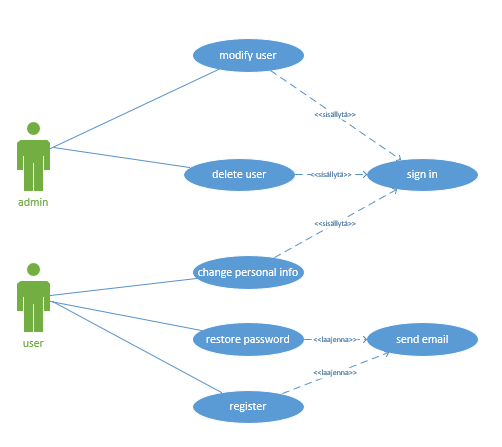 modify user
<<sisällytä>>
admin
delete user
<<sisällytä>>
sign in
<<sisällytä>>
change personal info
user
restore password
<<laajenna>>
send email
<<laajenna>>
register